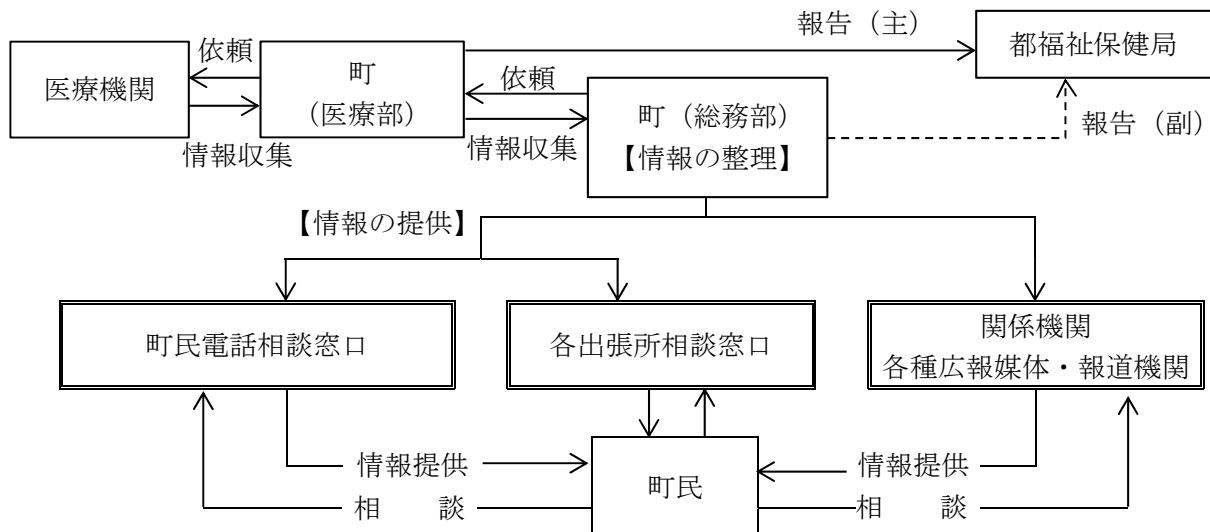 報告（主）
都福祉保健局
依頼
医療機関
町
（医療部）
依頼
町（総務部）
【情報の整理】
報告（副）
情報収集
情報収集
【情報の提供】
町民電話相談窓口
各出張所相談窓口
関係機関
各種広報媒体・報道機関
情報提供
情報提供
町民
相　　談
相　　談